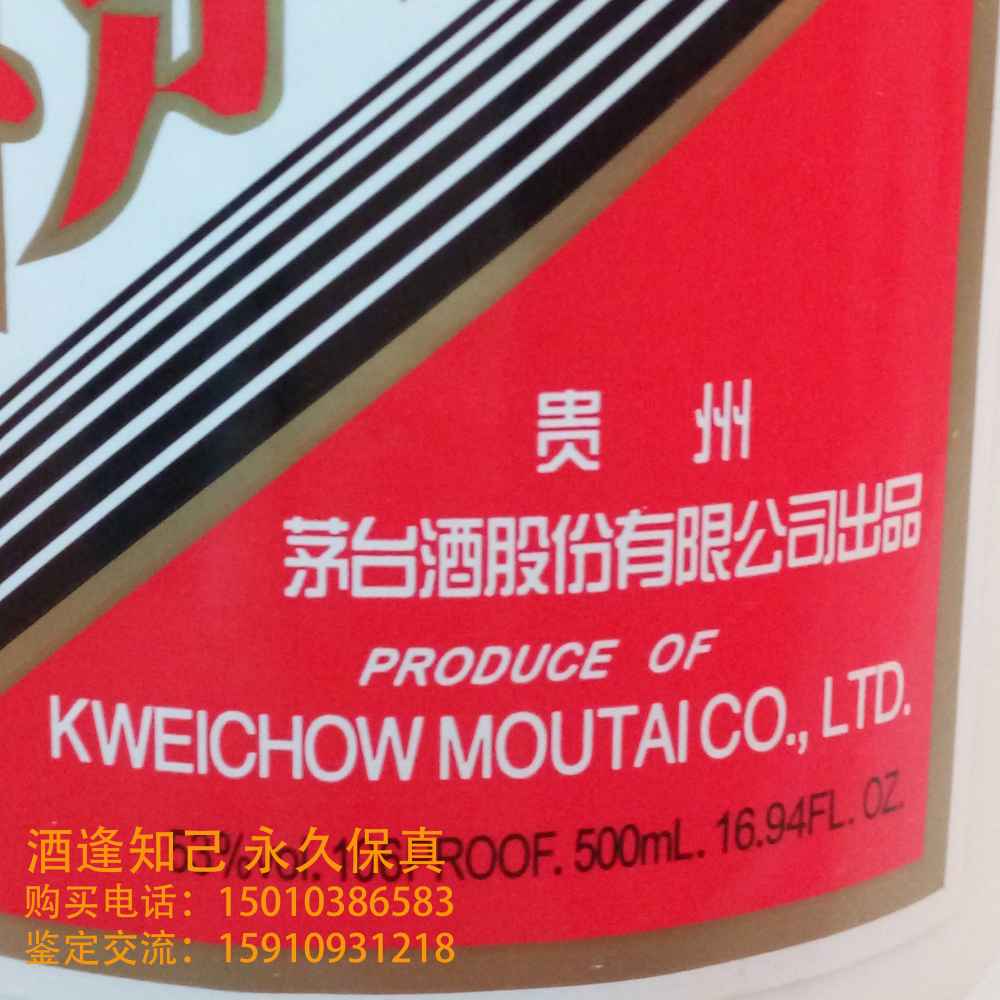 贵 州
茅台酒股份有限公司出品
PRODUCE OF
KWEICHOW MOUTAI CO., LTD.
PROOF. 500mL. 16.94FL. OZ.
酒逢知己 永久保真
购买电话：15010386583
鉴定交流：15910931218